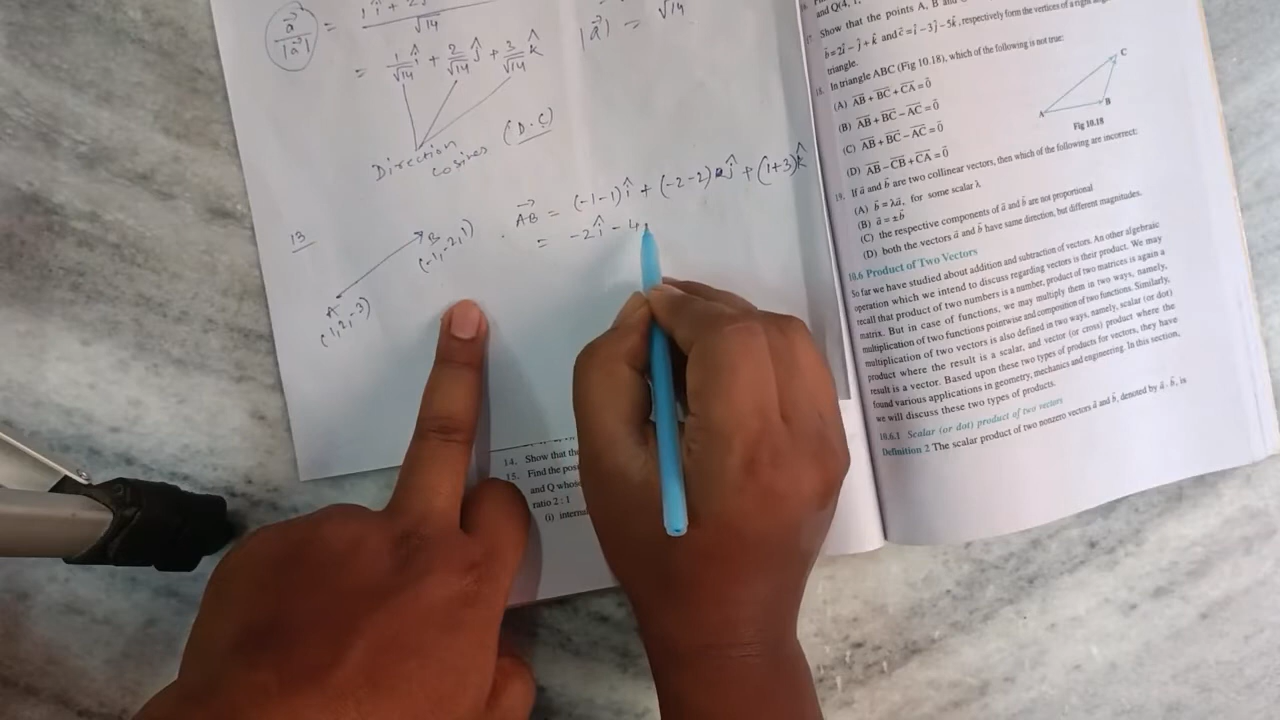 a⃗/|a⃗| = 1î + 2ĵ / √14
|a⃗| = √14
= 1/√14 î + 2/√14 ĵ + 3/√14 k̂
Direction cosines (D.C)
13
B
(-1,-2,1)
A
(1,2,-3)
AB⃗ = (-1-1)î + (-2-2)ĵ + (1+3)k̂
= -2î - 4
14. Show that the
15. Find the
and Q whose
ratio 2 : 1
(i)
and Q(4, 1,
17. Show that the points A, B and
b⃗ = 2î - ĵ + k̂ and c⃗ = î - 3ĵ - 5k̂, respectively form the vertices of a right
triangle.
18. In triangle ABC (Fig 10.18), which of the following is not true:
(A) AB⃗ + BC⃗ + CA⃗ = 0⃗
(B) AB⃗ + BC⃗ − AC⃗ = 0⃗
(C) AB⃗ + BC⃗ − AC⃗ = 0⃗
(D) AB⃗ − CB⃗ + CA⃗ = 0⃗
C
A
B
Fig 10.18
19. If a⃗ and b⃗ are two collinear vectors, then which of the following are incorrect:
(A) b⃗ = λa⃗, for some scalar λ
(B) a⃗ = ±b⃗
(C) the respective components of a⃗ and b⃗ are not proportional
(D) both the vectors a⃗ and b⃗ have same direction, but different magnitudes.
10.6 Product of Two Vectors
So far we have studied about addition and subtraction of vectors. An other algebraic
operation which we intend to discuss regarding vectors is their product. We may
recall that product of two numbers is a number, product of two matrices is again a
matrix. But in case of functions, we may multiply them in two ways, namely,
multiplication of two functions pointwise and composition of two functions. Similarly,
multiplication of two vectors is also defined in two ways, namely, scalar (or dot)
product where the result is a scalar, and vector (or cross) product where the
result is a vector. Based upon these two types of products for vectors, they have
found various applications in geometry, mechanics and engineering. In this section,
we will discuss these two types of products.
10.6.1 Scalar (or dot) product of two vectors
Definition 2 The scalar product of two nonzero vectors a⃗ and b⃗, denoted by a⃗ · b⃗, is